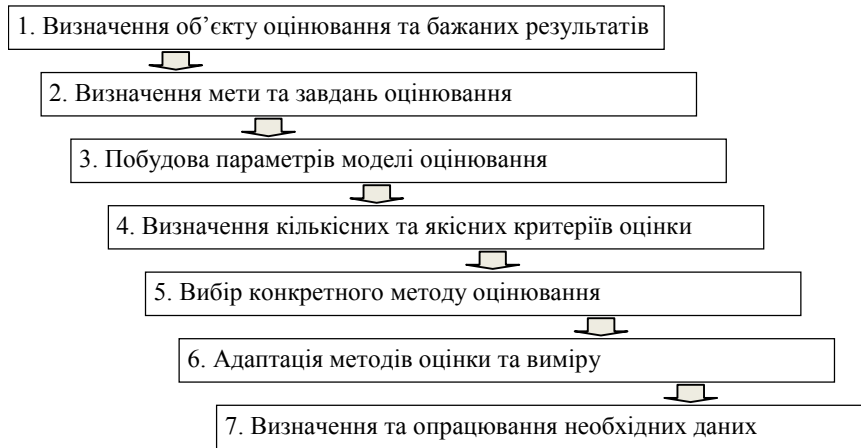 1. Визначення об’єкту оцінювання та бажаних результатів
2. Визначення мети та завдань оцінювання
3. Побудова параметрів моделі оцінювання
4. Визначення кількісних та якісних критеріїв оцінки
5. Вибір конкретного методу оцінювання
6. Адаптація методів оцінки та виміру
7. Визначення та опрацювання необхідних даних